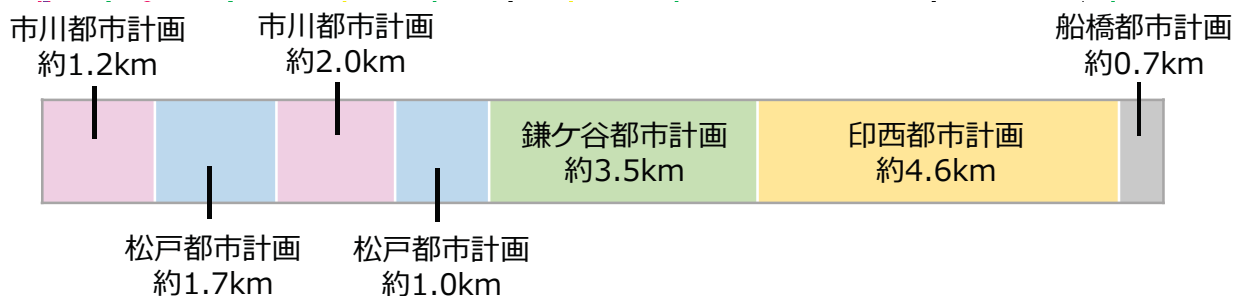 市川都市計画
約1.2km
市川都市計画
約2.0km
船橋都市計画
約0.7km
鎌ケ谷都市計画
約3.5km
印西都市計画
約4.6km
松戸都市計画
約1.7km
松戸都市計画
約1.0km